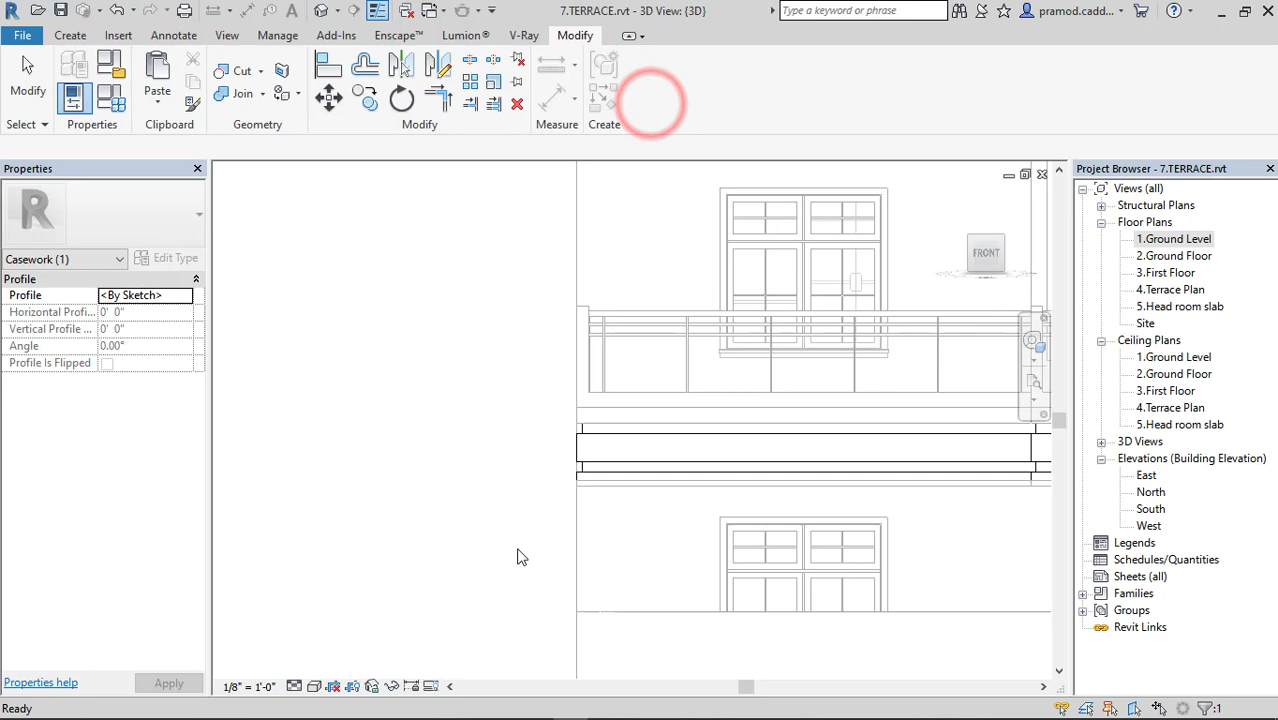 7.TERRACE.rvt - 3D View: {3D}
Type a keyword or phrase
pramod.cadd...
File
Create
Insert
Annotate
View
Manage
Add-Ins
Enscape™
Lumion®
V-Ray
Modify
Modify
Paste
Cut
Join
Select
Properties
Clipboard
Geometry
Modify
Measure
Create
Properties
Casework (1)
Edit Type
Profile
Profile
<By Sketch>
Horizontal Profi...
0' 0"
Vertical Profile ...
0' 0"
Angle
0.00°
Profile Is Flipped
Properties help
Apply
FRONT
1/8" = 1'-0"
Ready
:1
Project Browser - 7.TERRACE.rvt
Views (all)
Structural Plans
Floor Plans
1.Ground Level
2.Ground Floor
3.First Floor
4.Terrace Plan
5.Head room slab
Site
Ceiling Plans
1.Ground Level
2.Ground Floor
3.First Floor
4.Terrace Plan
5.Head room slab
3D Views
Elevations (Building Elevation)
East
North
South
West
Legends
Schedules/Quantities
Sheets (all)
Families
Groups
Revit Links